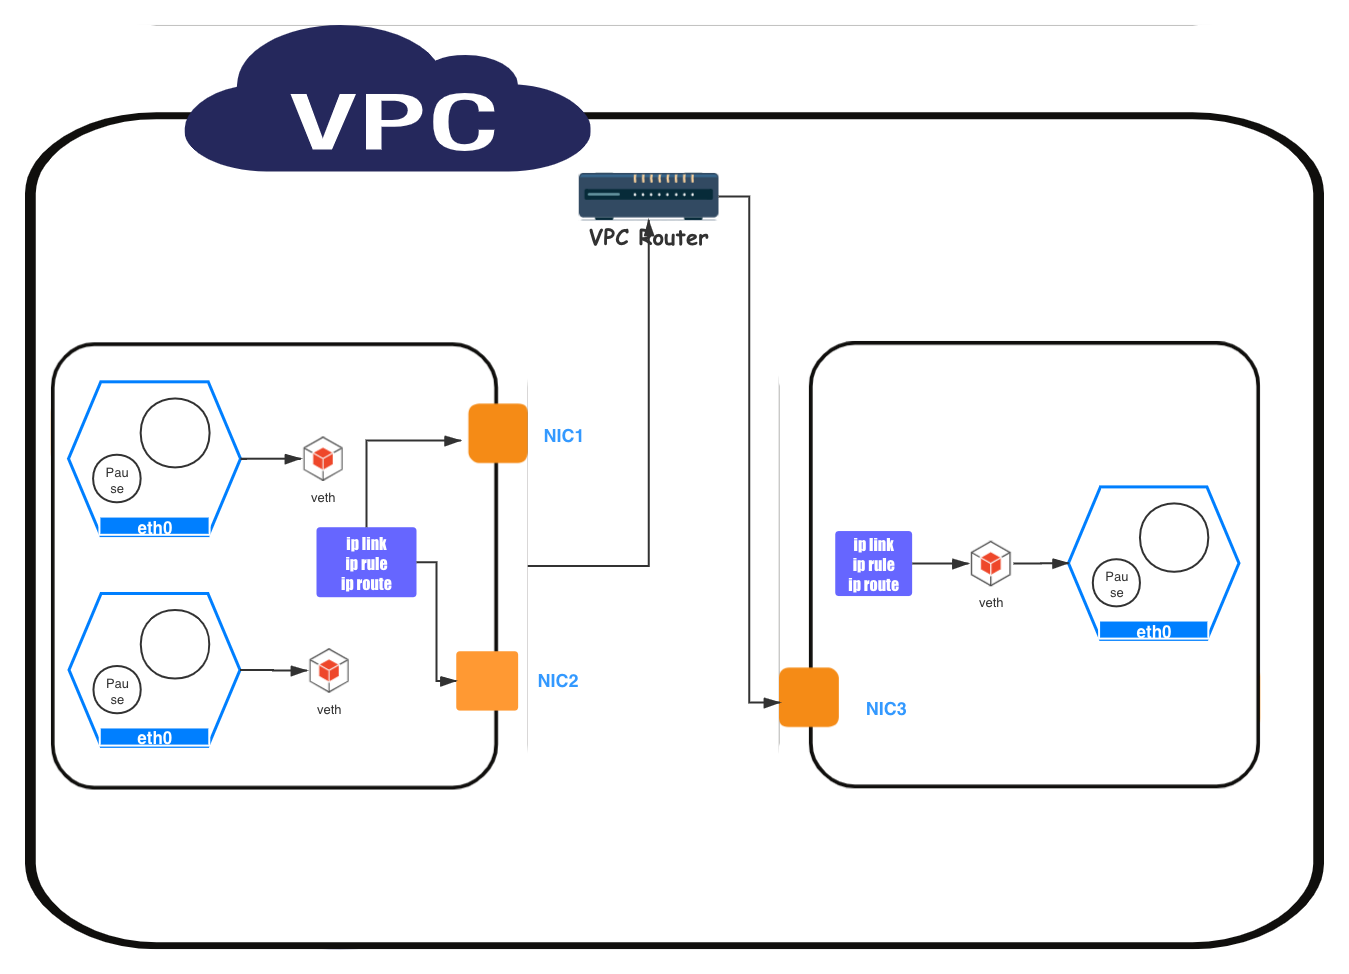 VPC
VPC Router
Pau
se
eth0
veth
NIC1
ip link
ip rule
ip route
Pau
se
eth0
veth
NIC2
ip link
ip rule
ip route
veth
Pau
se
eth0
NIC3